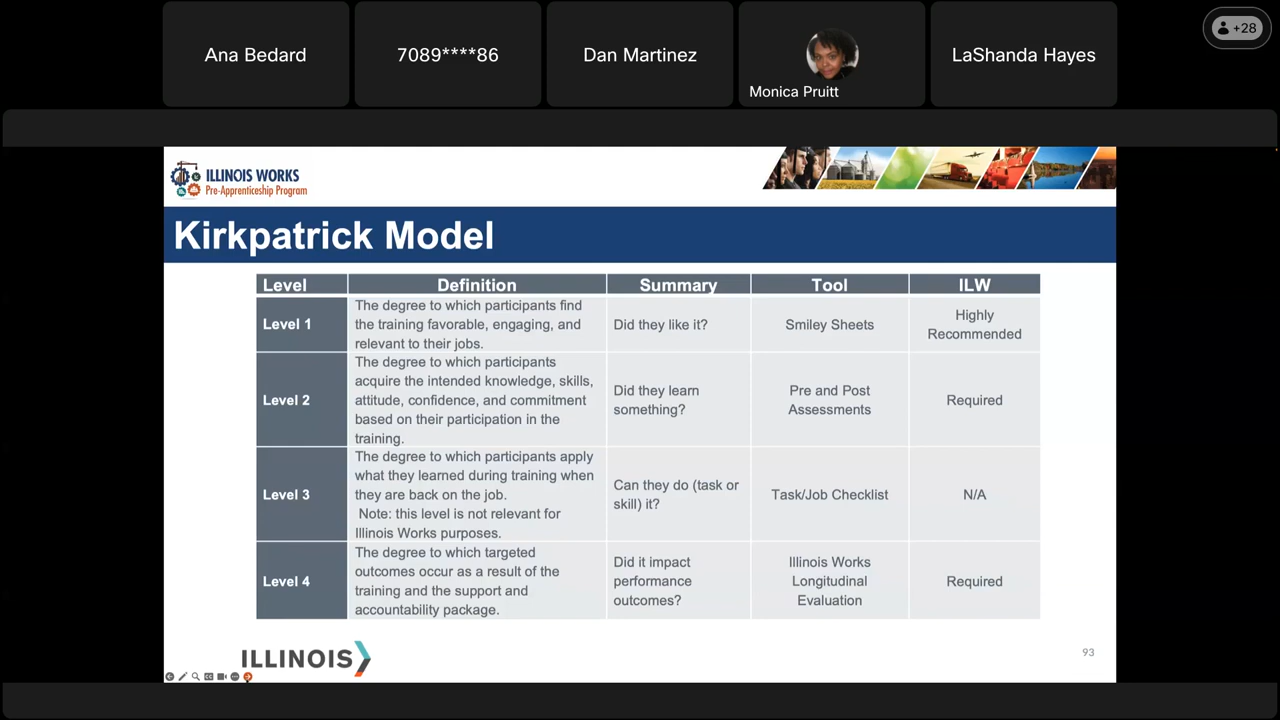 Ana Bedard
7089****86
Dan Martinez
Monica Pruitt
LaShanda Hayes
+28
ILLINOIS WORKS
Pre-Apprenticeship Program
Kirkpatrick Model
Level
Definition
Summary
Tool
ILW
Level 1
The degree to which participants find
the training favorable, engaging, and
relevant to their jobs.
Did they like it?
Smiley Sheets
Highly
Recommended
Level 2
The degree to which participants
acquire the intended knowledge, skills,
attitude, confidence, and commitment
based on their participation in the
training.
Did they learn
something?
Pre and Post
Assessments
Required
Level 3
The degree to which participants apply
what they learned during training when
they are back on the job.
Note: this level is not relevant for
Illinois Works purposes.
Can they do (task or
skill) it?
Task/Job Checklist
N/A
Level 4
The degree to which targeted
outcomes occur as a result of the
training and the support and
accountability package.
Did it impact
performance
outcomes?
Illinois Works
Longitudinal
Evaluation
Required
ILLINOIS
93